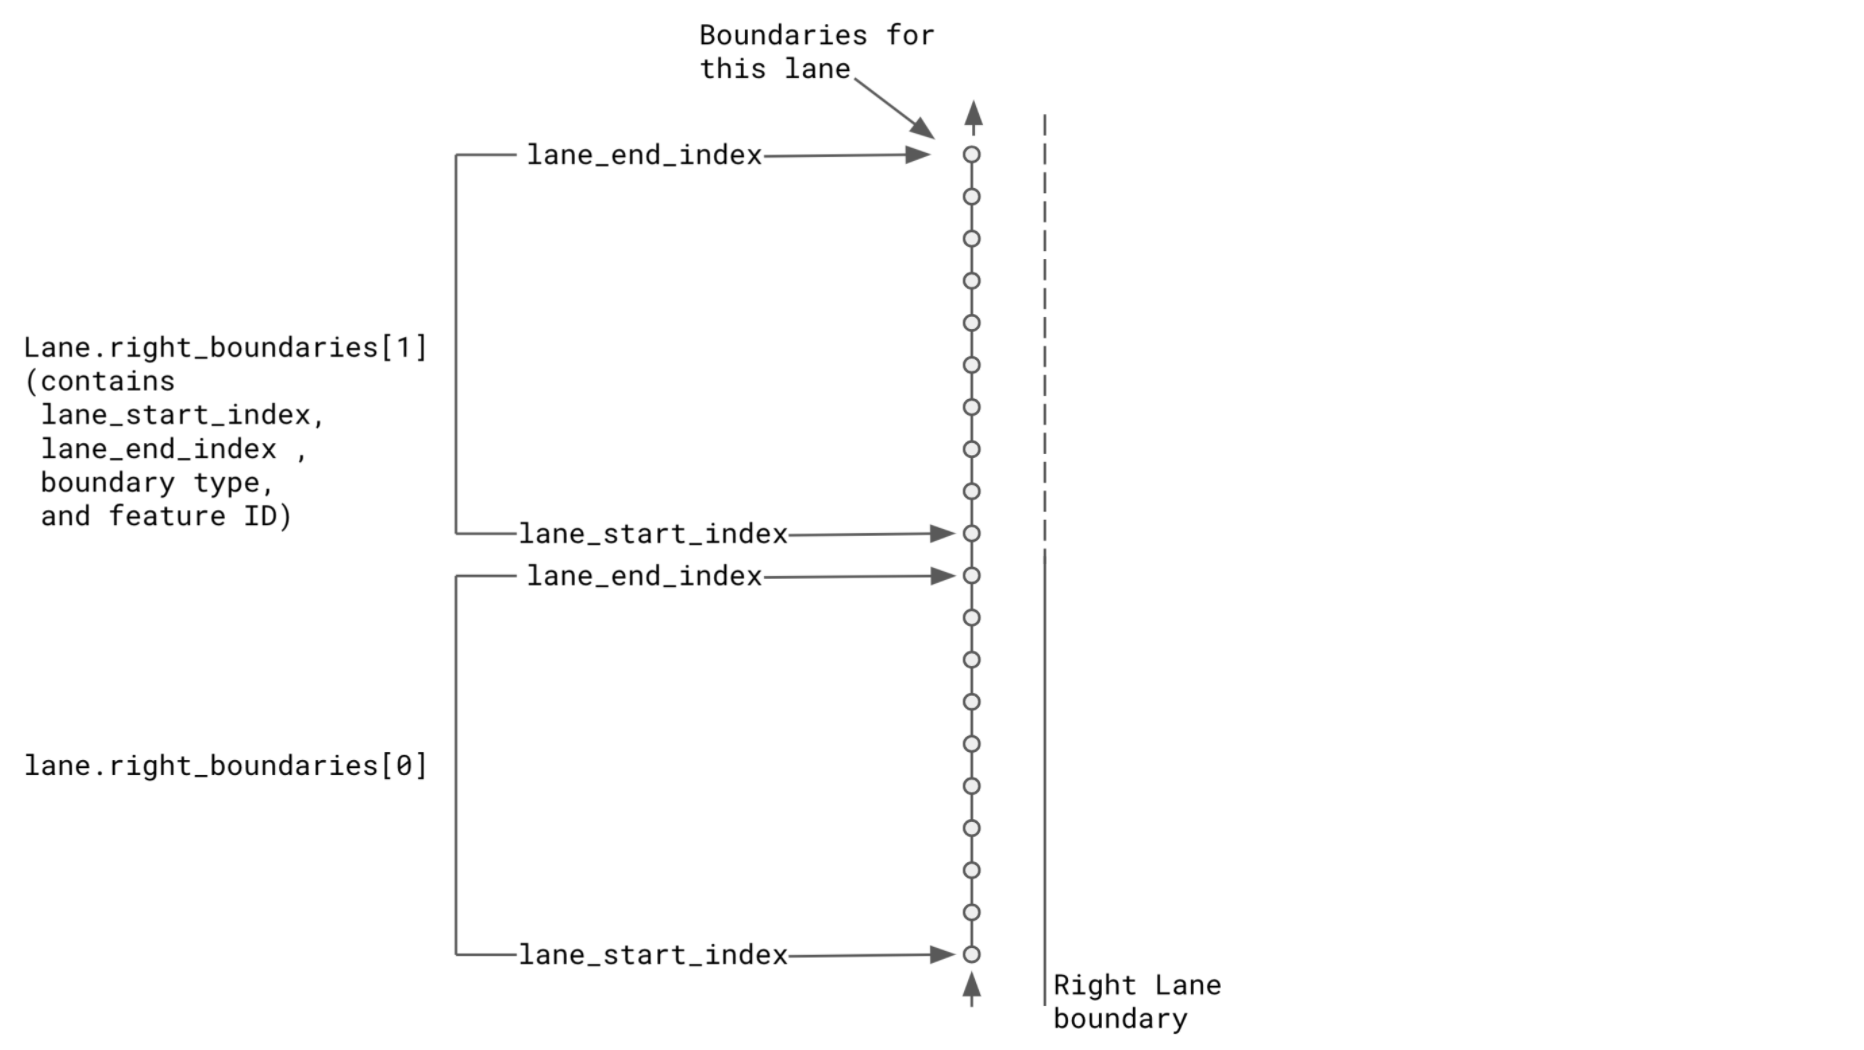 Boundaries for
this lane
lane_end_index
Lane.right_boundaries[1]
(contains
lane_start_index,
lane_end_index ,
boundary type,
and feature ID)
lane_start_index
lane_end_index
lane.right_boundaries[0]
lane_start_index
Right Lane
boundary